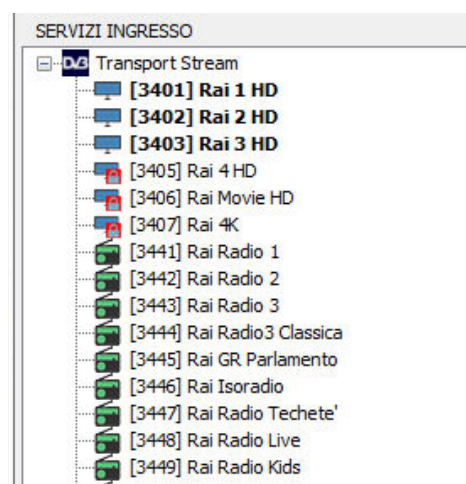 SERVIZI INGRESSO
DVB Transport Stream
[3401] Rai 1 HD
[3402] Rai 2 HD
[3403] Rai 3 HD
[3405] Rai 4 HD
[3406] Rai Movie HD
[3407] Rai 4K
[3441] Rai Radio 1
[3442] Rai Radio 2
[3443] Rai Radio 3
[3444] Rai Radio3 Classica
[3445] Rai GR Parlamento
[3446] Rai Isoradio
[3447] Rai Radio Techete'
[3448] Rai Radio Live
[3449] Rai Radio Kids